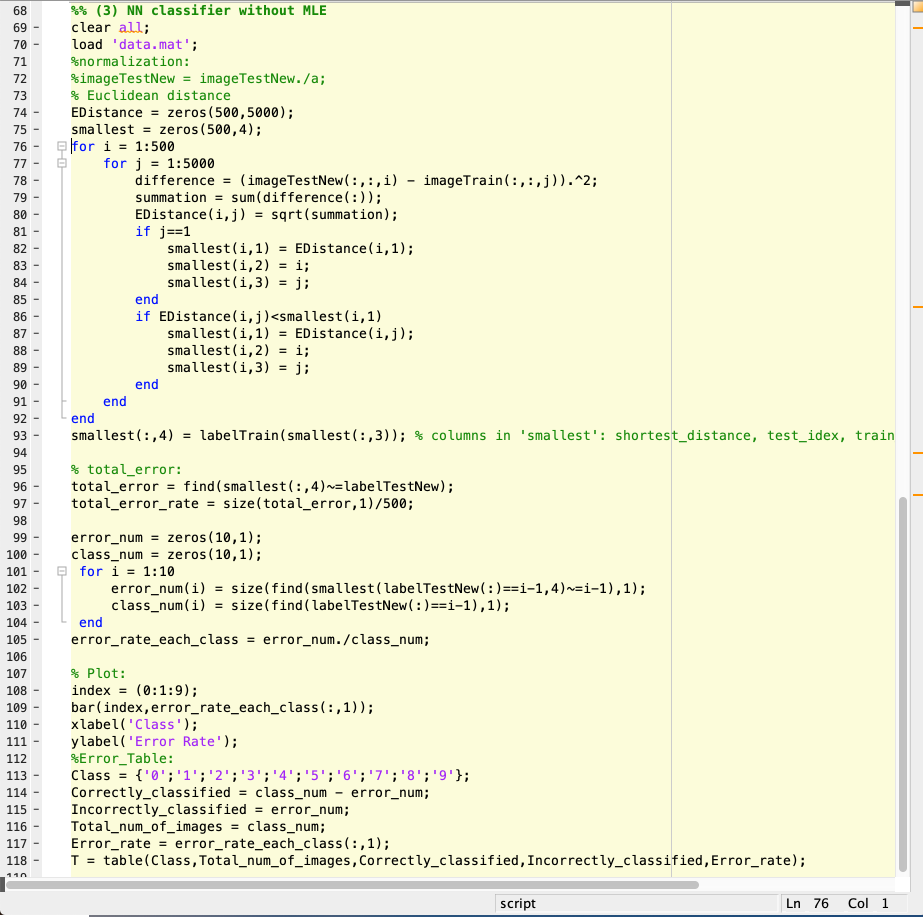 68 %% (3) NN classifier without MLE
69 - clear all;
70 - load 'data.mat';
71 %normalization:
72 %imageTestNew = imageTestNew./a;
73 % Euclidean distance
74 - EDistance = zeros(500,5000);
75 - smallest = zeros(500,4);
76 - for i = 1:500
77 - for j = 1:5000
78 - difference = (imageTestNew(:,:,i) - imageTrain(:,:,j)).^2;
79 - summation = sum(difference(:));
80 - EDistance(i,j) = sqrt(summation);
81 - if j==1
82 - smallest(i,1) = EDistance(i,1);
83 - smallest(i,2) = i;
84 - smallest(i,3) = j;
85 - end
86 - if EDistance(i,j)<smallest(i,1)
87 - smallest(i,1) = EDistance(i,j);
88 - smallest(i,2) = i;
89 - smallest(i,3) = j;
90 - end
91 - end
92 - end
93 - smallest(:,4) = labelTrain(smallest(:,3)); % columns in 'smallest': shortest_distance, test_idex, train
94
95 % total_error:
96 - total_error = find(smallest(:,4)~=labelTestNew);
97 - total_error_rate = size(total_error,1)/500;
98
99 - error_num = zeros(10,1);
100 - class_num = zeros(10,1);
101 - for i = 1:10
102 - error_num(i) = size(find(smallest(labelTestNew(:)==i-1,4)~=i-1),1);
103 - class_num(i) = size(find(labelTestNew(:)==i-1),1);
104 - end
105 - error_rate_each_class = error_num./class_num;
106
107 % Plot:
108 - index = (0:1:9);
109 - bar(index,error_rate_each_class(:,1));
110 - xlabel('Class');
111 - ylabel('Error Rate');
112 %Error_Table:
113 - Class = {'0';'1';'2';'3';'4';'5';'6';'7';'8';'9'};
114 - Correctly_classified = class_num - error_num;
115 - Incorrectly_classified = error_num;
116 - Total_num_of_images = class_num;
117 - Error_rate = error_rate_each_class(:,1);
118 - T = table(Class,Total_num_of_images,Correctly_classified,Incorrectly_classified,Error_rate);
119
script Ln 76 Col 1